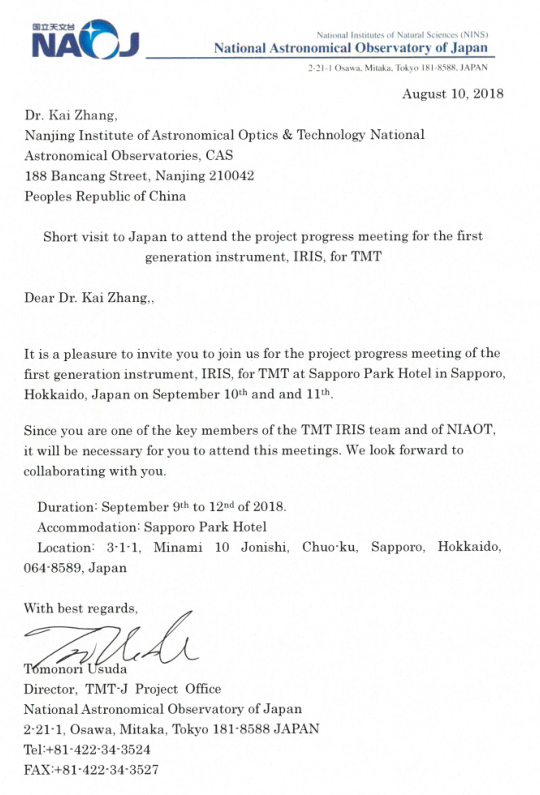 国立天文台
NAOJ
National Institutes of Natural Sciences (NINS)
National Astronomical Observatory of Japan
2-21-1 Osawa, Mitaka, Tokyo 181-8588, JAPAN
August 10, 2018
Dr. Kai Zhang,
Nanjing Institute of Astronomical Optics & Technology National
Astronomical Observatories, CAS
188 Bancang Street, Nanjing 210042
Peoples Republic of China
Short visit to Japan to attend the project progress meeting for the first
generation instrument, IRIS, for TMT
Dear Dr. Kai Zhang,.
It is a pleasure to invite you to join us for the project progress meeting of the
first generation instrument, IRIS, for TMT at Sapporo Park Hotel in Sapporo,
Hokkaido, Japan on September 10th and and 11th.
Since you are one of the key members of the TMT IRIS team and of NIAOT,
it will be necessary for you to attend this meetings. We look forward to
collaborating with you.
Duration: September 9th to 12nd of 2018.
Accommodation: Sapporo Park Hotel
Location: 3-1-1, Minami 10 Jonishi, Chuo-ku, Sapporo, Hokkaido,
064-8589, Japan
With best regards,
Tomonori Usuda
Director, TMT-J Project Office
National Astronomical Observatory of Japan
2-21-1, Osawa, Mitaka, Tokyo 181-8588 JAPAN
Tel:+81-422-34-3524
FAX:+81-422-34-3527